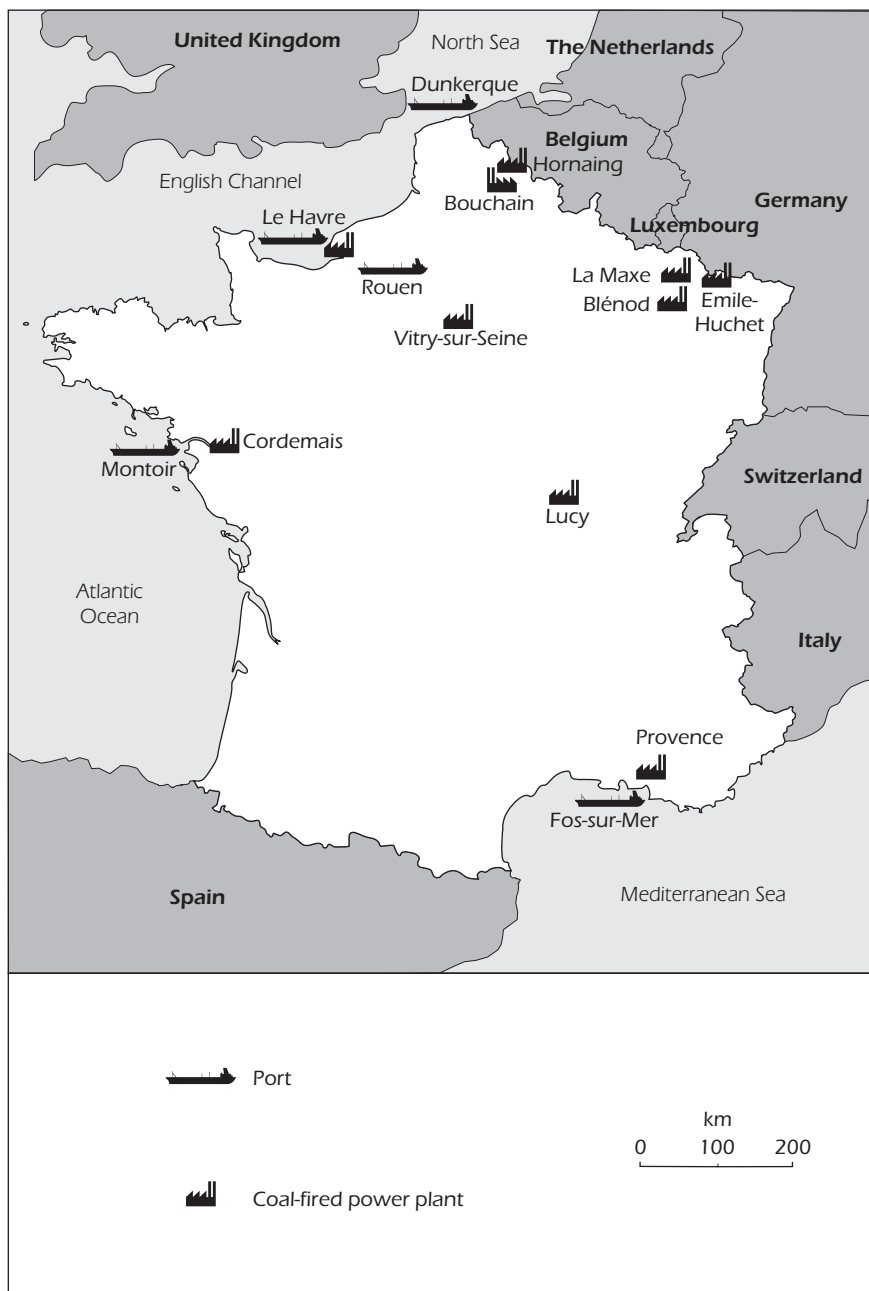 United Kingdom
North Sea
The Netherlands
Dunkerque
Belgium
Hornaing
English Channel
Bouchain
Germany
Le Havre
Luxembourg
La Maxe
Rouen
Blénod
Emile-
Huchet
Vitry-sur-Seine
Cordemais
Montoir
Switzerland
Lucy
Atlantic
Ocean
Italy
Provence
Fos-sur-Mer
Spain
Mediterranean Sea
Port
km
0 100 200
Coal-fired power plant